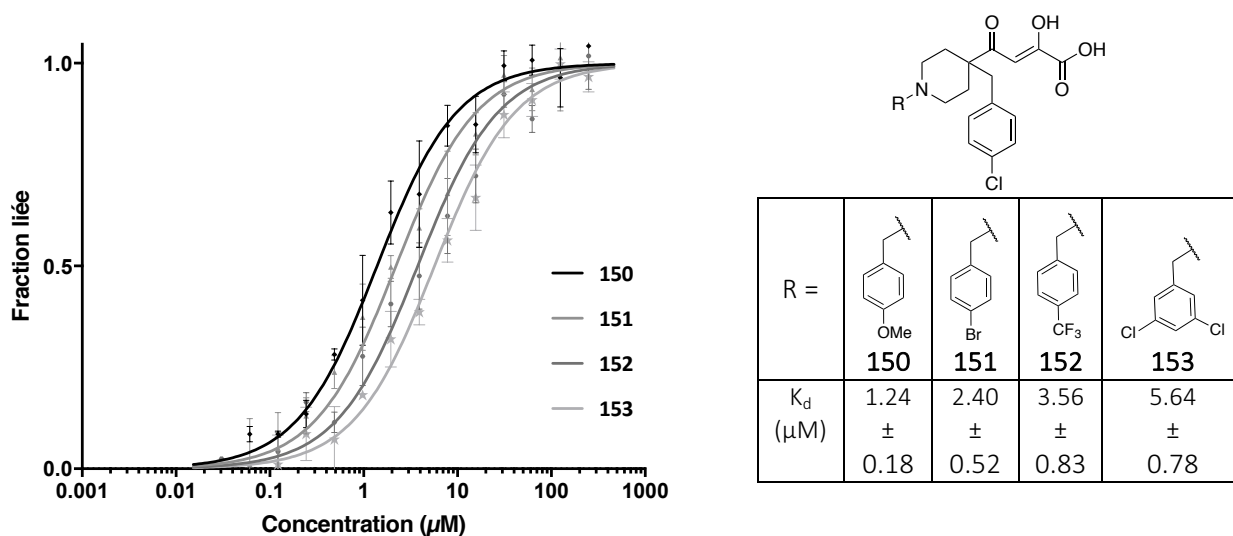 Fraction liée
1.0
0.5
0.0
0.001
0.01
0.1
1
10
100
1000
Concentration (µM)
150
151
152
153
O
OH
OH
O
N
R
Cl
R =
OMe
Br
CF3
Cl
Cl
150
151
152
153
Kd
(µM)
1.24
±
0.18
2.40
±
0.52
3.56
±
0.83
5.64
±
0.78